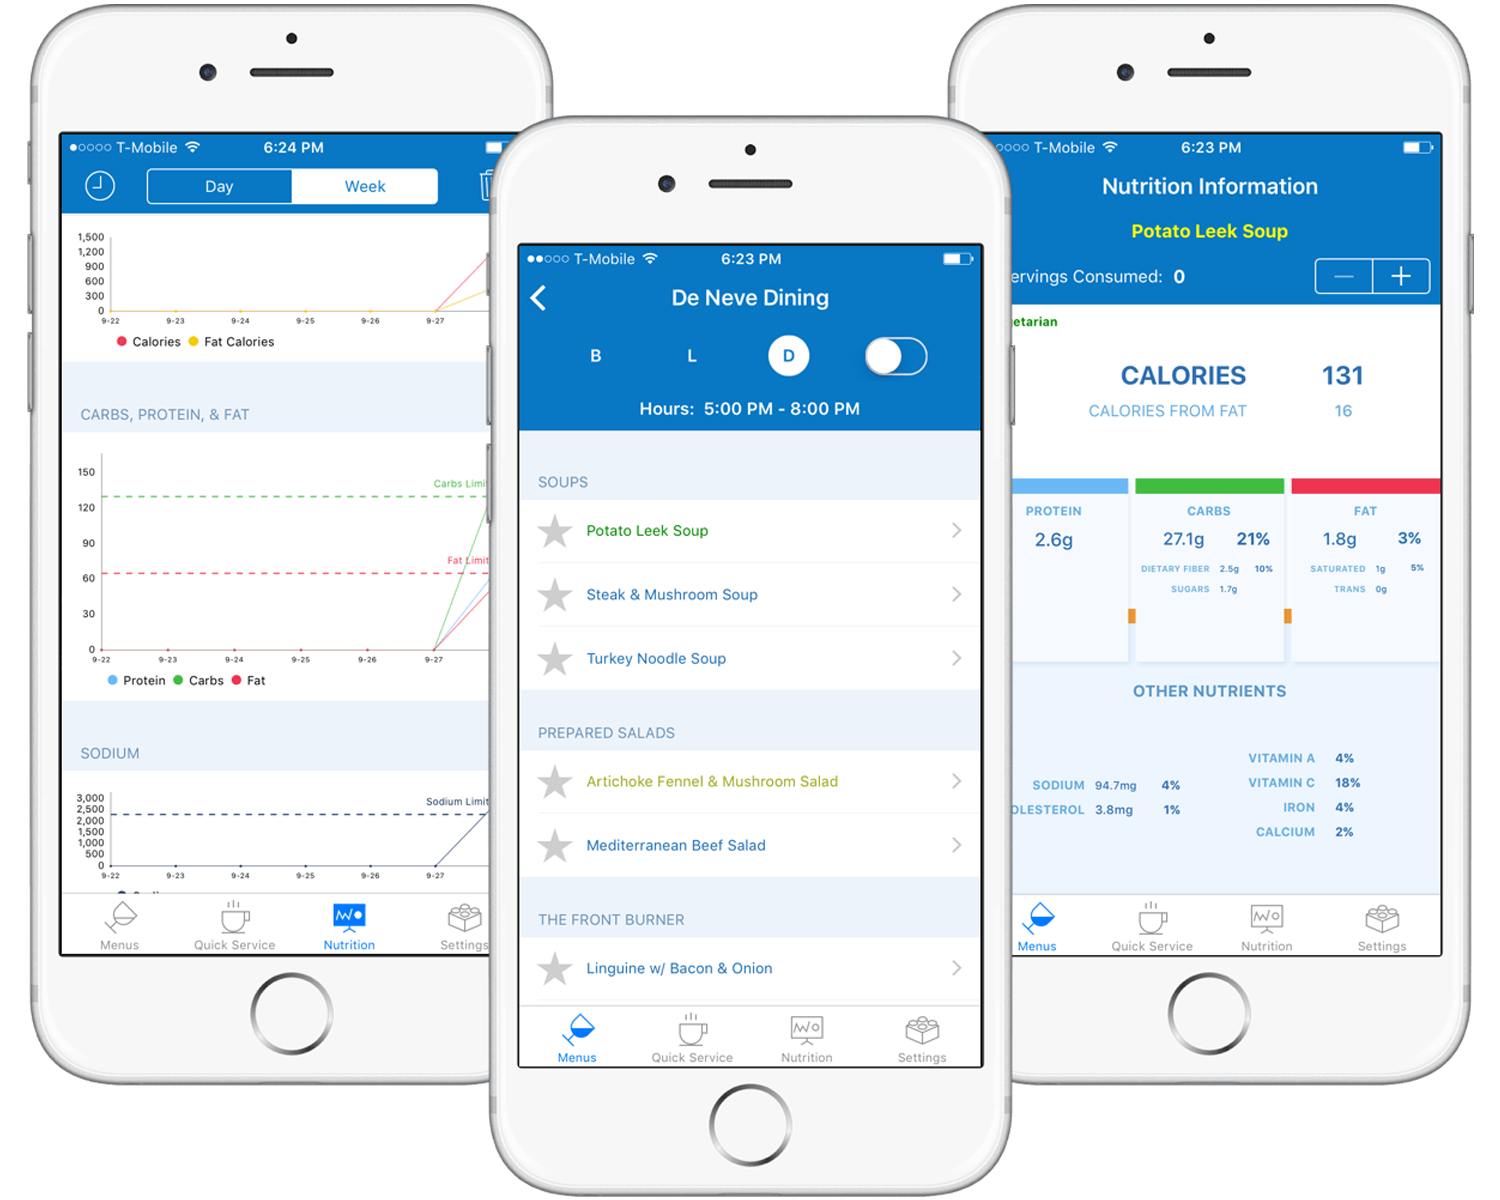 T-Mobile 6:24 PM
Day Week
1,500
1,200
900
600
300
0
9-22 9-23 9-24 9-25 9-26 9-27
Calories Fat Calories
CARBS, PROTEIN, & FAT
150
Carbs Limit
120
90
Fat Limit
60
30
0
9-22 9-23 9-24 9-25 9-26 9-27
Protein Carbs Fat
SODIUM
3,000
Sodium Limit
2,500
2,000
1,500
1,000
500
0
9-22 9-23 9-24 9-25 9-26 9-27
Menus Quick Service Nutrition Settings
T-Mobile 6:23 PM
De Neve Dining
B L D
Hours: 5:00 PM - 8:00 PM
SOUPS
Potato Leek Soup
Steak & Mushroom Soup
Turkey Noodle Soup
PREPARED SALADS
Artichoke Fennel & Mushroom Salad
Mediterranean Beef Salad
THE FRONT BURNER
Linguine w/ Bacon & Onion
Menus Quick Service Nutrition Settings
T-Mobile 6:23 PM
Nutrition Information
Potato Leek Soup
ervings Consumed: 0
etarian
CALORIES 131
CALORIES FROM FAT 16
PROTEIN
2.6g
CARBS
27.1g 21%
DIETARY FIBER 2.5g 10%
SUGARS 1.7g
FAT
1.8g 3%
SATURATED 1g 5%
TRANS 0g
OTHER NUTRIENTS
SODIUM 94.7mg 4%
OLESTEROL 3.8mg 1%
VITAMIN A 4%
VITAMIN C 18%
IRON 4%
CALCIUM 2%
Menus Quick Service Nutrition Settings